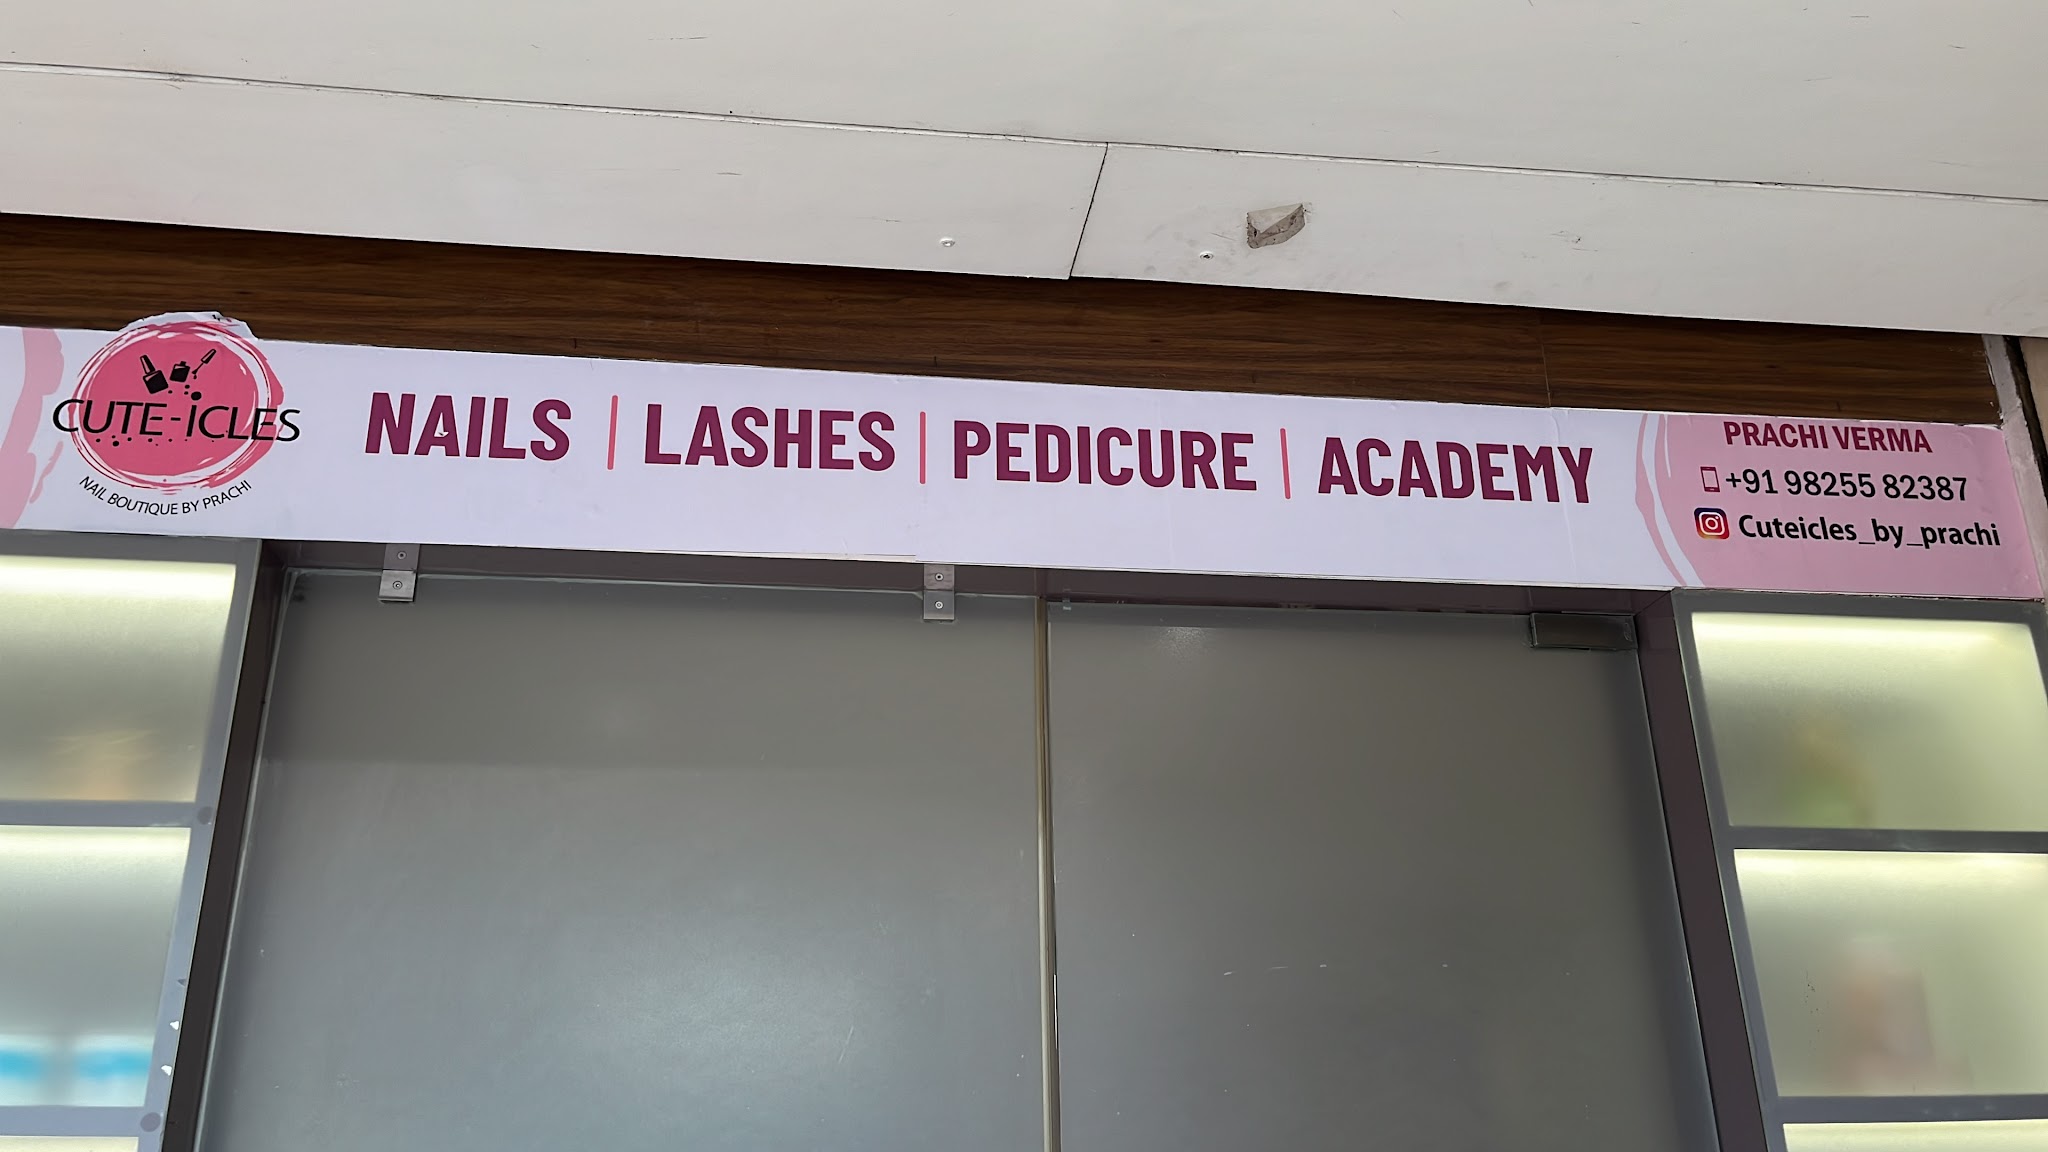 CUTE-iCLES
NAIL BOUTIQUE BY PRACHI
NAILS | LASHES | PEDICURE | ACADEMY
PRACHI VERMA
+91 98255 82387
Cuteicles_by_prachi